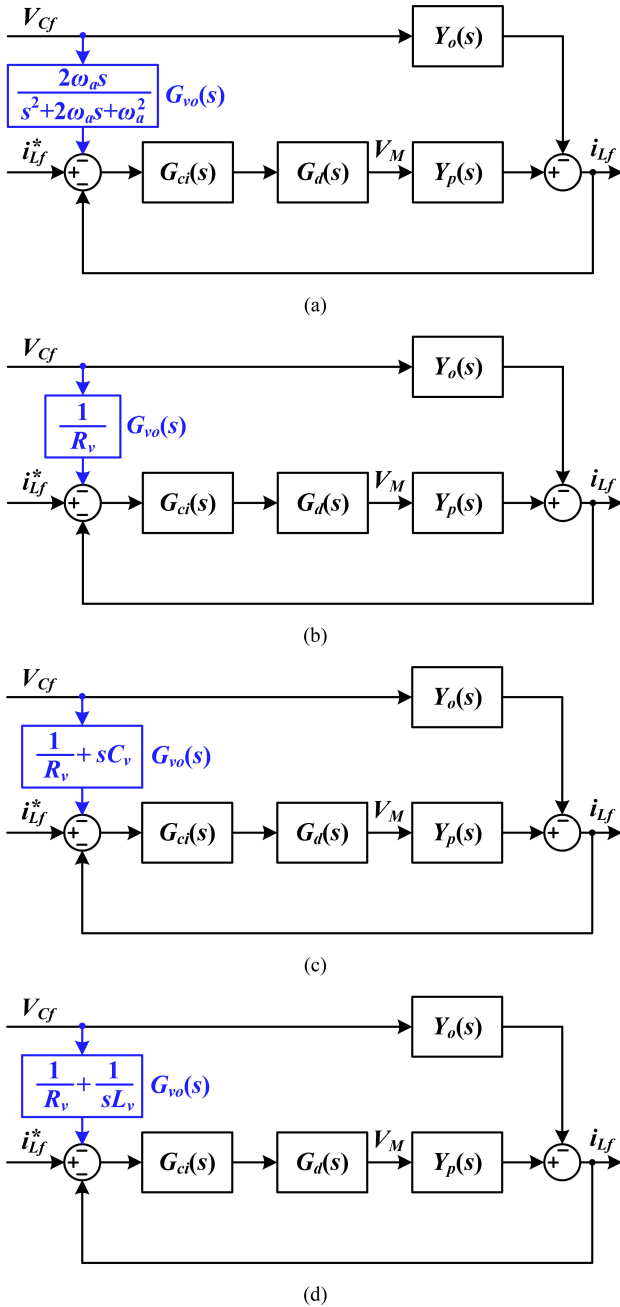 V_Cf Y_o(s)
2ω_a s / s²+2ω_a s+ω_a² G_vo(s)
i*_Lf + − − G_ci(s) G_d(s) V_M Y_p(s) + − i_Lf
(a)
V_Cf Y_o(s)
1 / R_v G_vo(s)
i*_Lf + − − G_ci(s) G_d(s) V_M Y_p(s) + − i_Lf
(b)
V_Cf Y_o(s)
1 / R_v + sC_v G_vo(s)
i*_Lf + − − G_ci(s) G_d(s) V_M Y_p(s) + − i_Lf
(c)
V_Cf Y_o(s)
1 / R_v + 1 / sL_v G_vo(s)
i*_Lf + − − G_ci(s) G_d(s) V_M Y_p(s) + − i_Lf
(d)